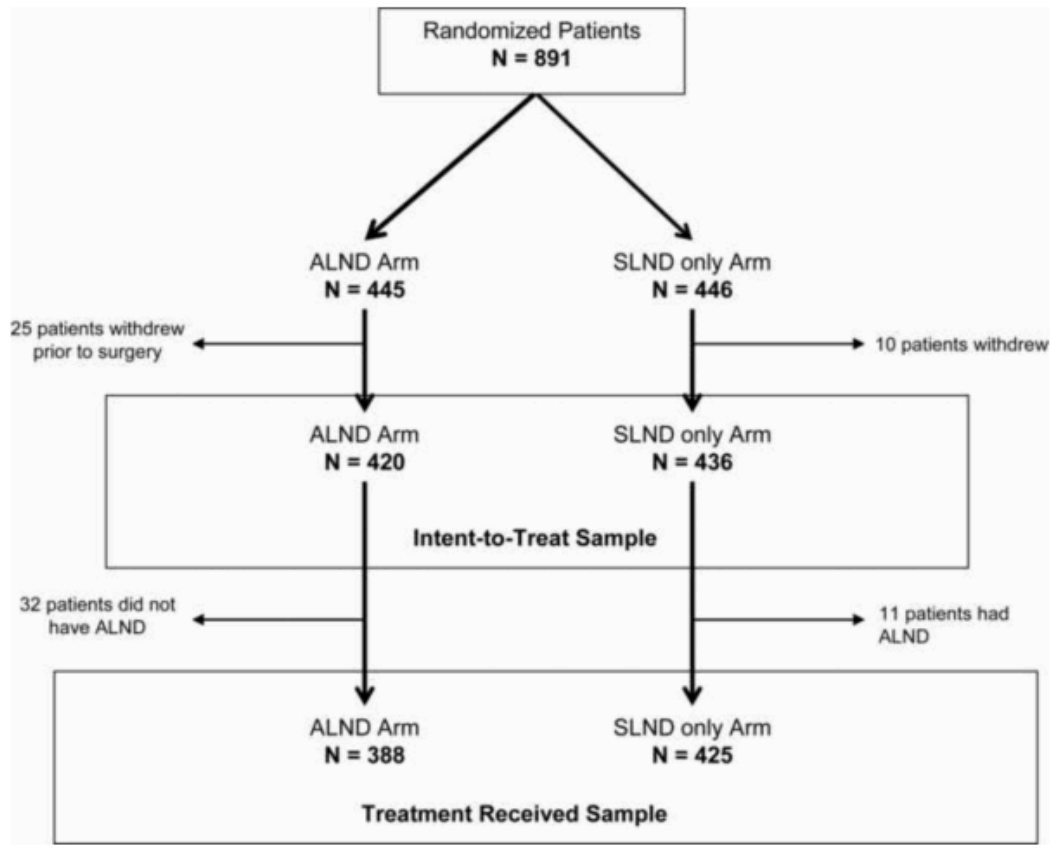 Randomized Patients
N = 891
ALND Arm
N = 445
SLND only Arm
N = 446
25 patients withdrew
prior to surgery
10 patients withdrew
ALND Arm
N = 420
SLND only Arm
N = 436
Intent-to-Treat Sample
32 patients did not
have ALND
11 patients had
ALND
ALND Arm
N = 388
SLND only Arm
N = 425
Treatment Received Sample